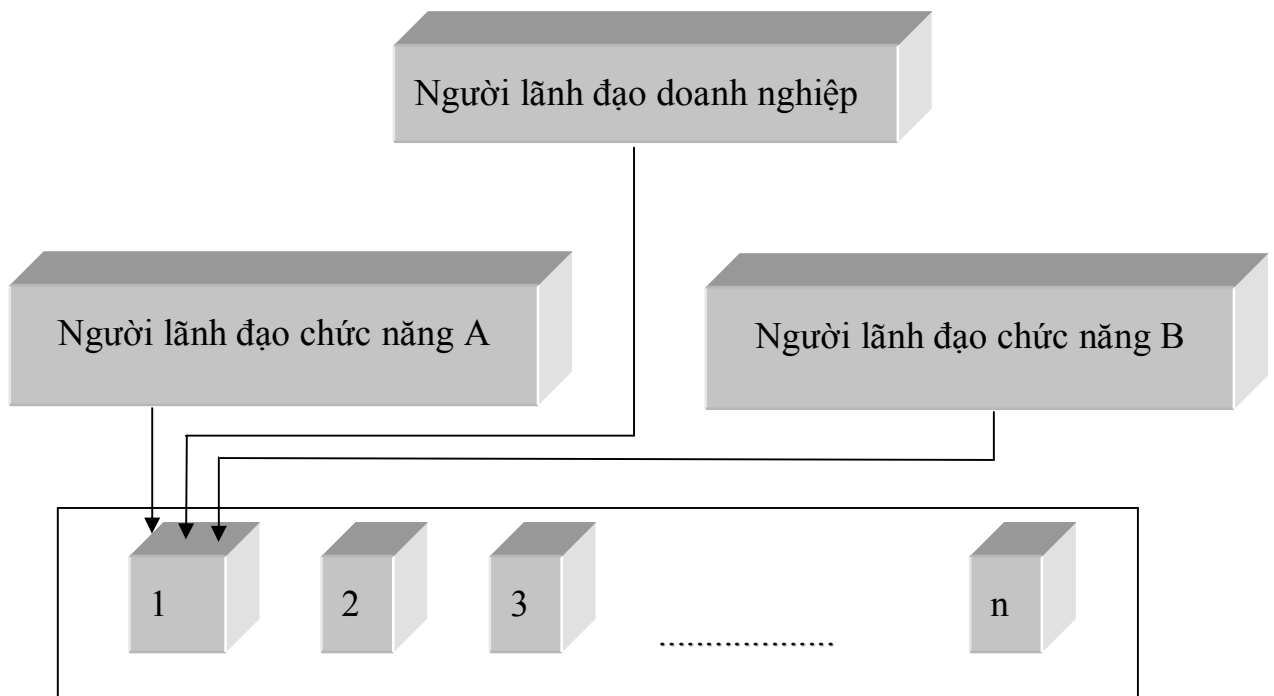 Người lãnh đạo doanh nghiệp
Người lãnh đạo chức năng A
Người lãnh đạo chức năng B
1 2 3 .................. n